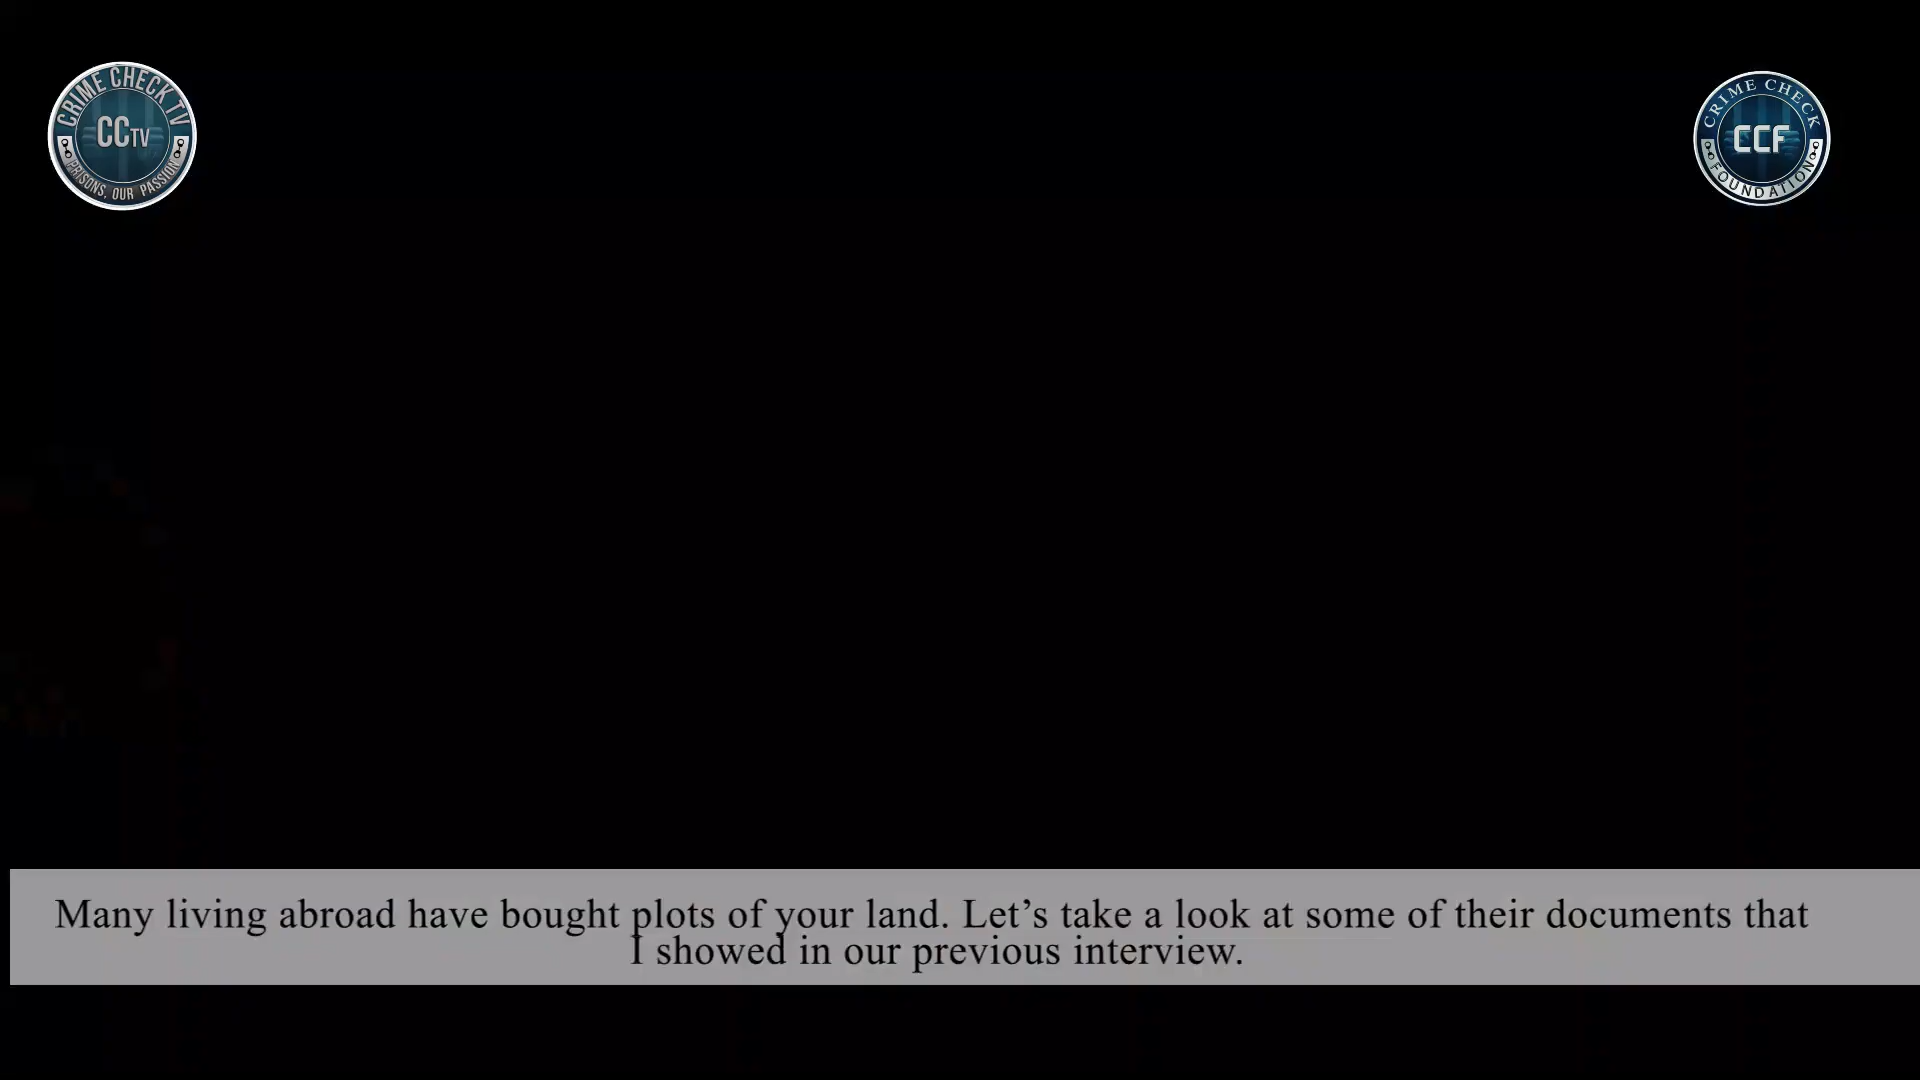 CRIME CHECK TV
CCTV
PRISONS, OUR PASSION
CRIME CHECK
CCF
FOUNDATION
Many living abroad have bought plots of your land. Let’s take a look at some of their documents that
I showed in our previous interview.